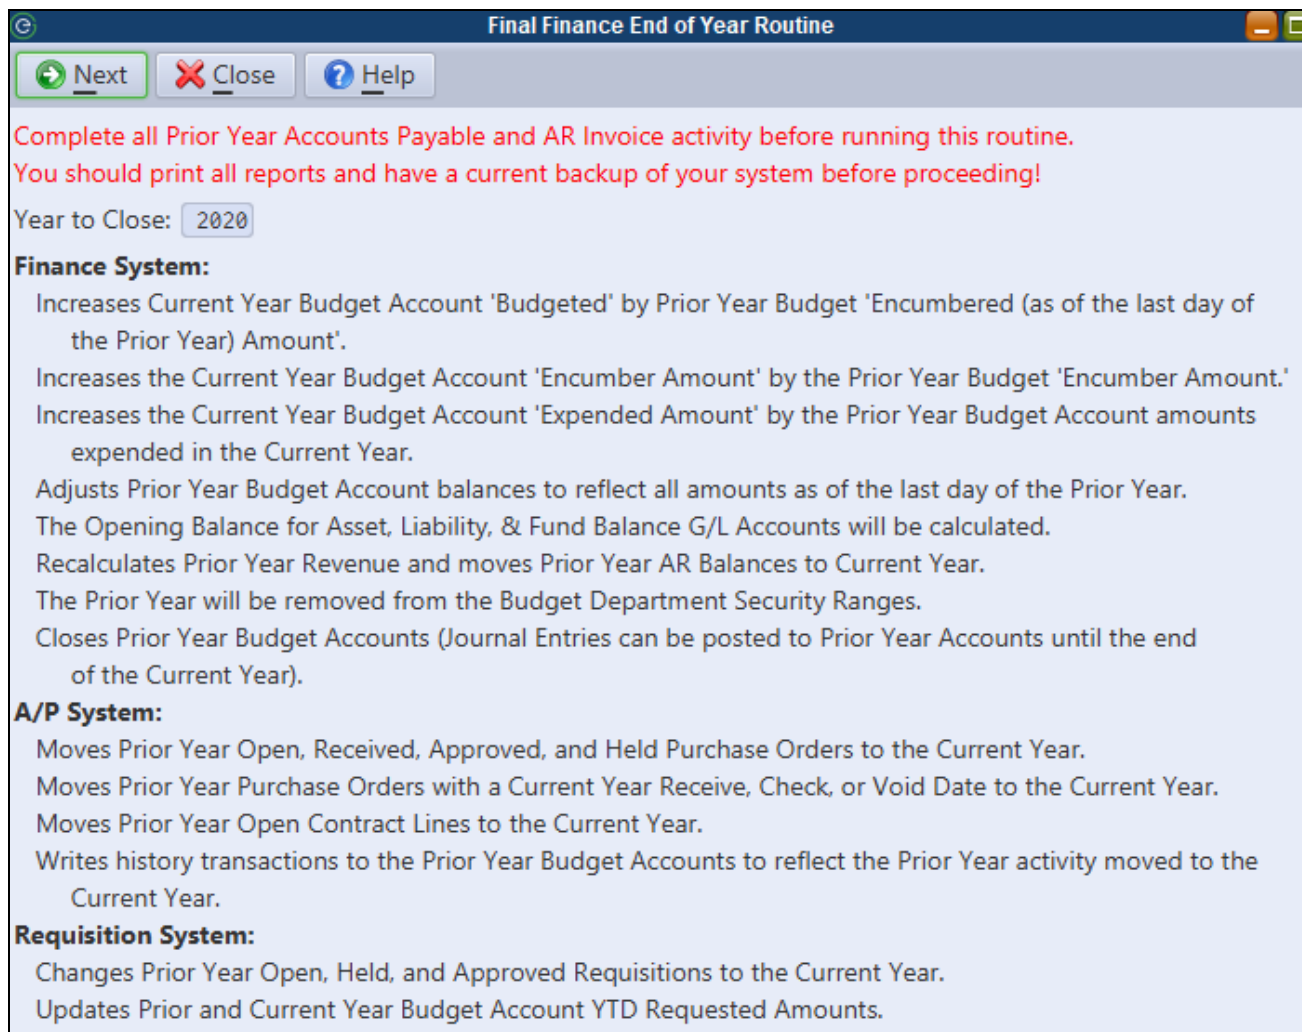 Final Finance End of Year Routine
Next Close Help
Complete all Prior Year Accounts Payable and AR Invoice activity before running this routine.
You should print all reports and have a current backup of your system before proceeding!
Year to Close: 2020
Finance System:
Increases Current Year Budget Account 'Budgeted' by Prior Year Budget 'Encumbered (as of the last day of
the Prior Year) Amount'.
Increases the Current Year Budget Account 'Encumber Amount' by the Prior Year Budget 'Encumber Amount.'
Increases the Current Year Budget Account 'Expended Amount' by the Prior Year Budget Account amounts
expended in the Current Year.
Adjusts Prior Year Budget Account balances to reflect all amounts as of the last day of the Prior Year.
The Opening Balance for Asset, Liability, & Fund Balance G/L Accounts will be calculated.
Recalculates Prior Year Revenue and moves Prior Year AR Balances to Current Year.
The Prior Year will be removed from the Budget Department Security Ranges.
Closes Prior Year Budget Accounts (Journal Entries can be posted to Prior Year Accounts until the end
of the Current Year).
A/P System:
Moves Prior Year Open, Received, Approved, and Held Purchase Orders to the Current Year.
Moves Prior Year Purchase Orders with a Current Year Receive, Check, or Void Date to the Current Year.
Moves Prior Year Open Contract Lines to the Current Year.
Writes history transactions to the Prior Year Budget Accounts to reflect the Prior Year activity moved to the
Current Year.
Requisition System:
Changes Prior Year Open, Held, and Approved Requisitions to the Current Year.
Updates Prior and Current Year Budget Account YTD Requested Amounts.